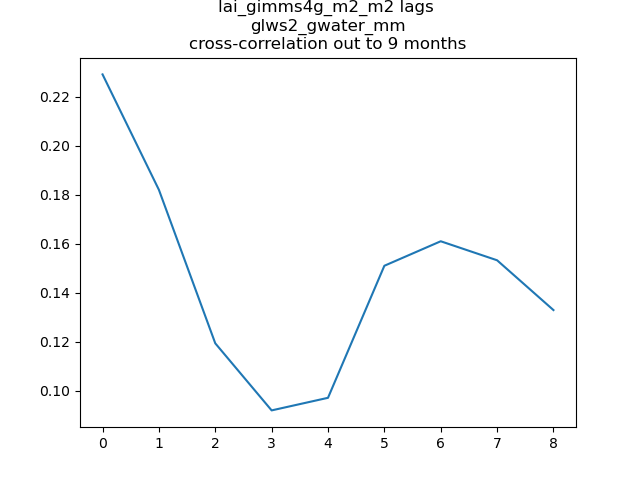 lai_gimms4g_m2_m2 lags
glws2_gwater_mm
cross-correlation out to 9 months
0.22
0.20
0.18
0.16
0.14
0.12
0.10
0 1 2 3 4 5 6 7 8